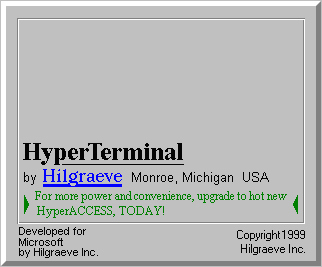 HyperTerminal
by Hilgraeve Monroe, Michigan USA
For more power and convenience, upgrade to hot new
HyperACCESS, TODAY!
Developed for
Microsoft
by Hilgraeve Inc.
Copyright1999
Hilgraeve Inc.